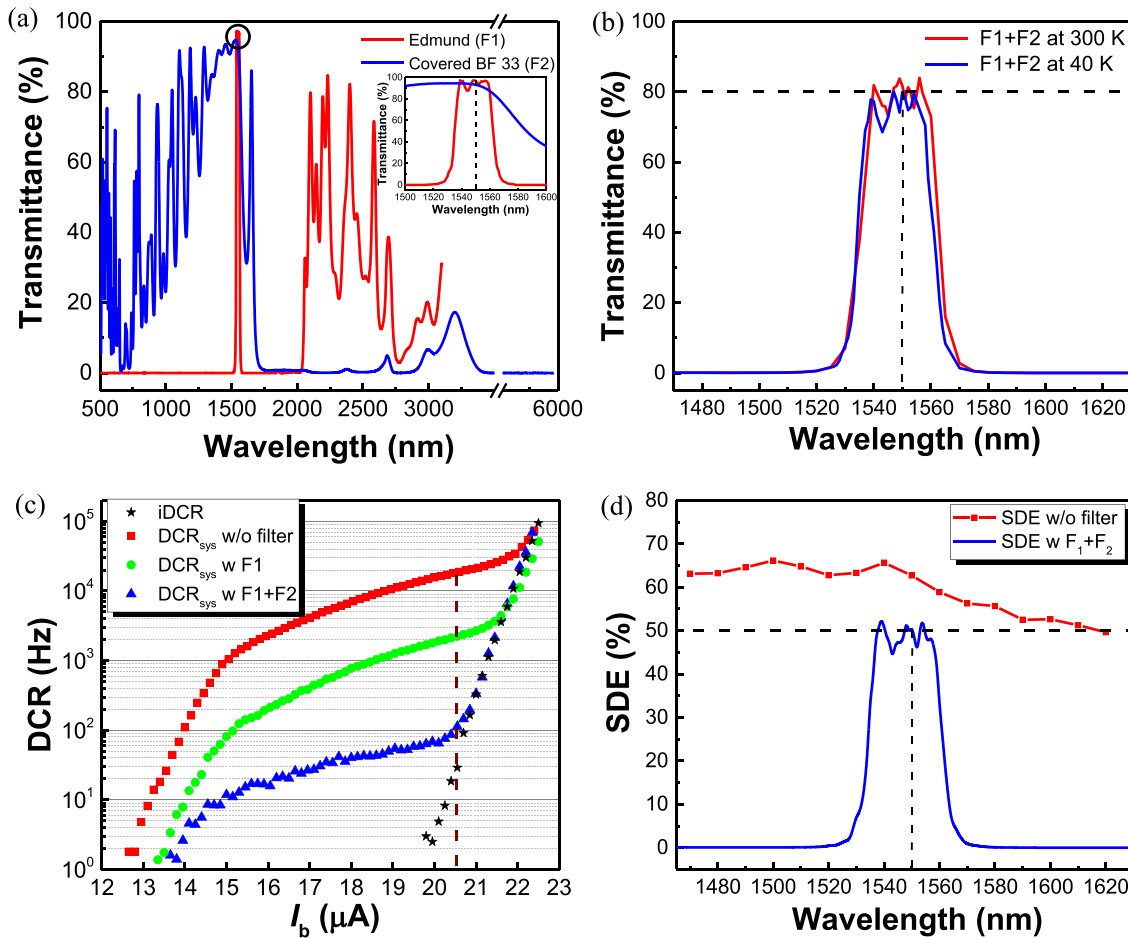 (a)
100
80
60
40
20
0
Transmittance (%)
Edmund (F1)
Covered BF 33 (F2)
100
80
60
40
20
0
Transmittance (%)
1500 1520 1540 1560 1580 1600
Wavelength (nm)
500 1000 1500 2000 2500 3000 6000
Wavelength (nm)
(b)
100
80
60
40
20
0
Transmittance (%)
F1+F2 at 300 K
F1+F2 at 40 K
1480 1500 1520 1540 1560 1580 1600 1620
Wavelength (nm)
(c)
10^5
10^4
10^3
10^2
10^1
10^0
DCR (Hz)
iDCR
DCR_sys w/o filter
DCR_sys w F1
DCR_sys w F1+F2
12 13 14 15 16 17 18 19 20 21 22 23
I_b (μA)
(d)
80
70
60
50
40
30
20
10
0
SDE (%)
SDE w/o filter
SDE w F_1+F_2
1480 1500 1520 1540 1560 1580 1600 1620
Wavelength (nm)